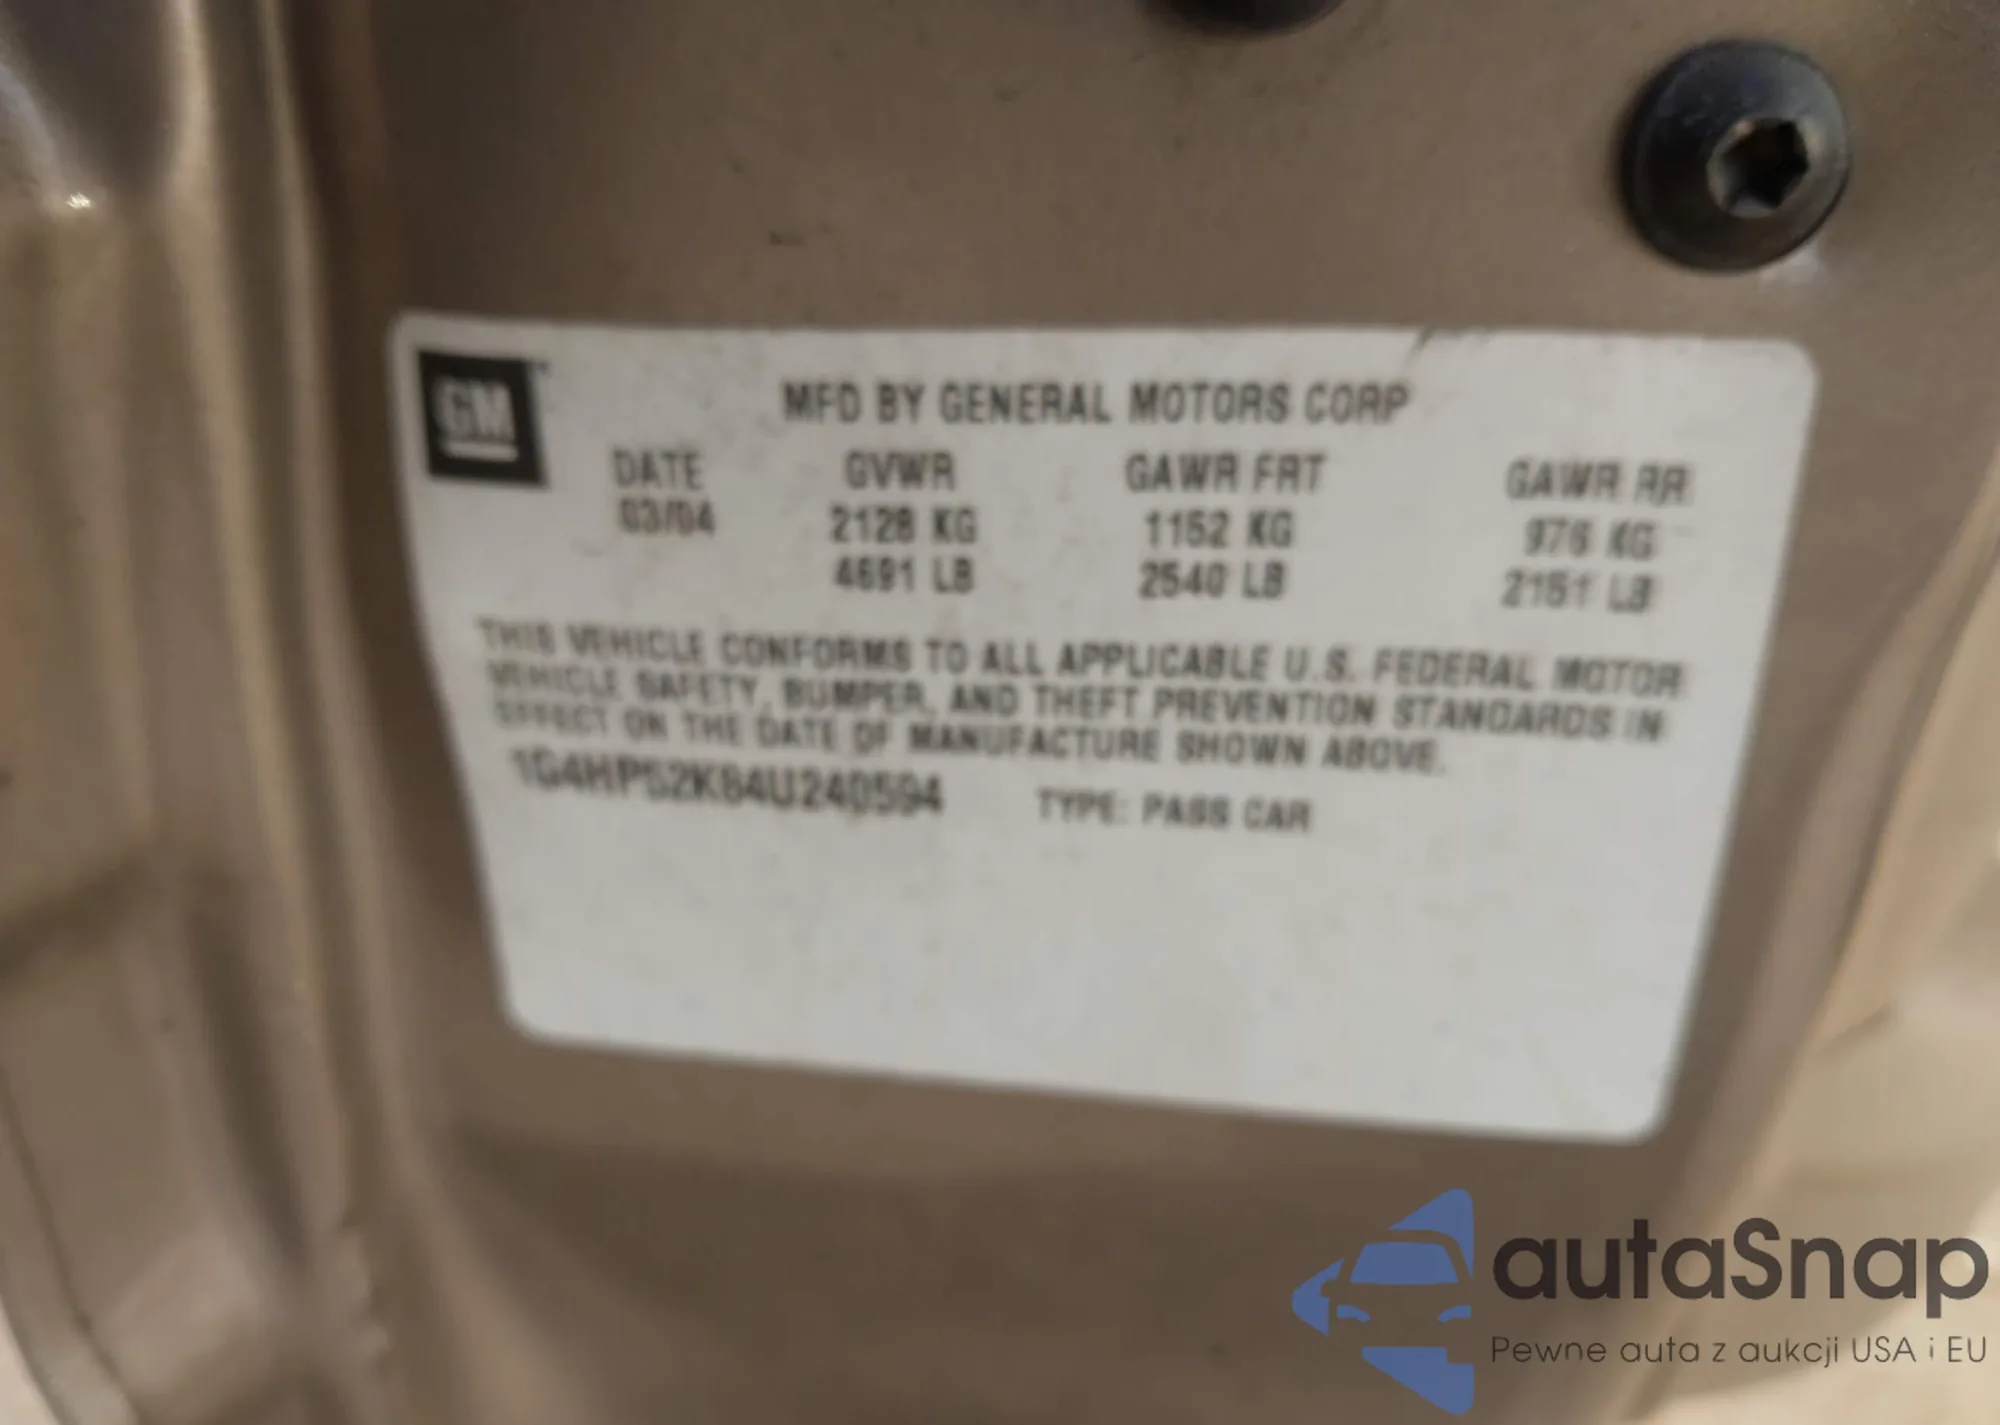 GM
MFD BY GENERAL MOTORS CORP
DATE GVWR GAWR FRT GAWR RR
03/04 2128 KG 1152 KG 976 KG
4691 LB 2540 LB 2151 LB
THIS VEHICLE CONFORMS TO ALL APPLICABLE U.S. FEDERAL MOTOR
VEHICLE SAFETY, BUMPER, AND THEFT PREVENTION STANDARDS IN
EFFECT ON THE DATE OF MANUFACTURE SHOWN ABOVE.
1G4HP52K84U240594 TYPE: PASS CAR
autaSnap
Pewne auta z aukcji USA i EU